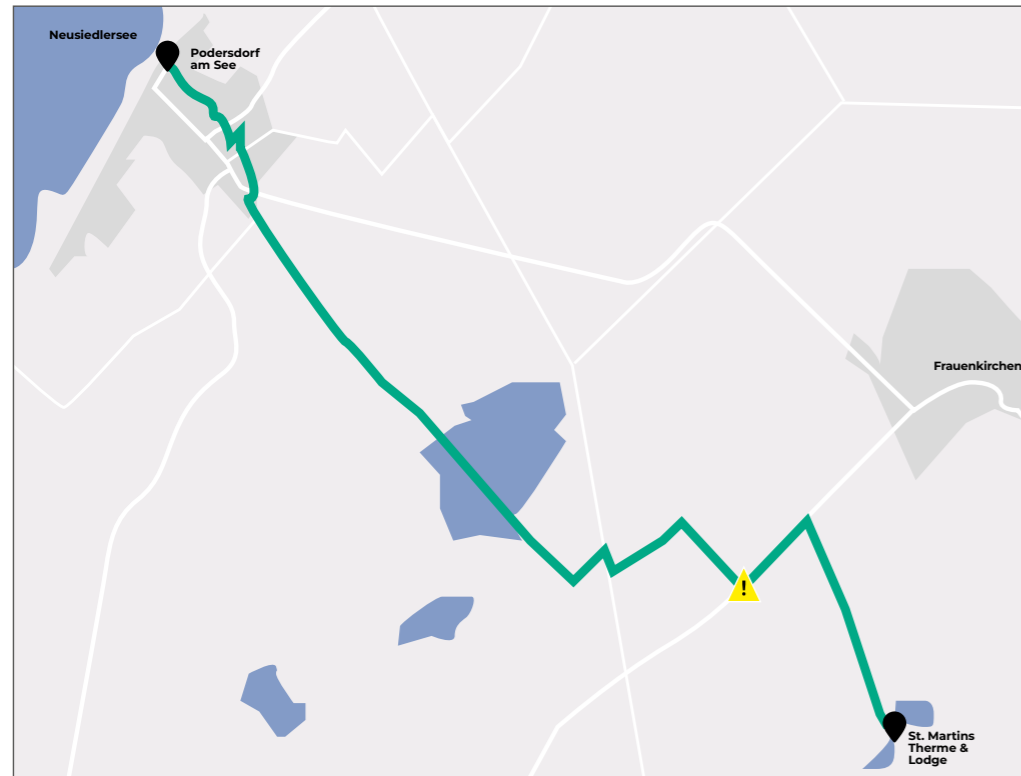 Neusiedlersee
Podersdorf
am See
Frauenkirchen
!
St. Martins
Therme &
Lodge